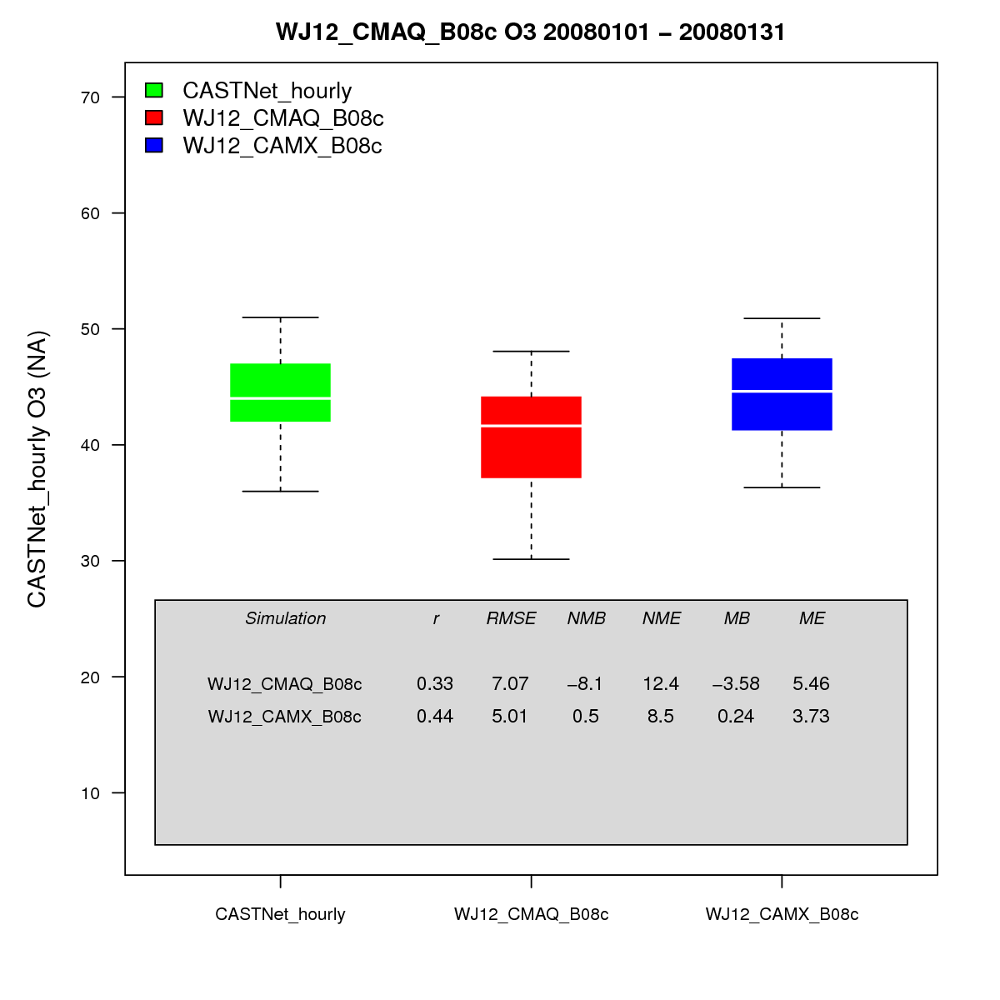 WJ12_CMAQ_B08c O3 20080101 − 20080131
CASTNet_hourly
WJ12_CMAQ_B08c
WJ12_CAMX_B08c
70
60
50
40
30
20
10
CASTNet_hourly O3 (NA)
Simulation r RMSE NMB NME MB ME
WJ12_CMAQ_B08c 0.33 7.07 −8.1 12.4 −3.58 5.46
WJ12_CAMX_B08c 0.44 5.01 0.5 8.5 0.24 3.73
CASTNet_hourly WJ12_CMAQ_B08c WJ12_CAMX_B08c